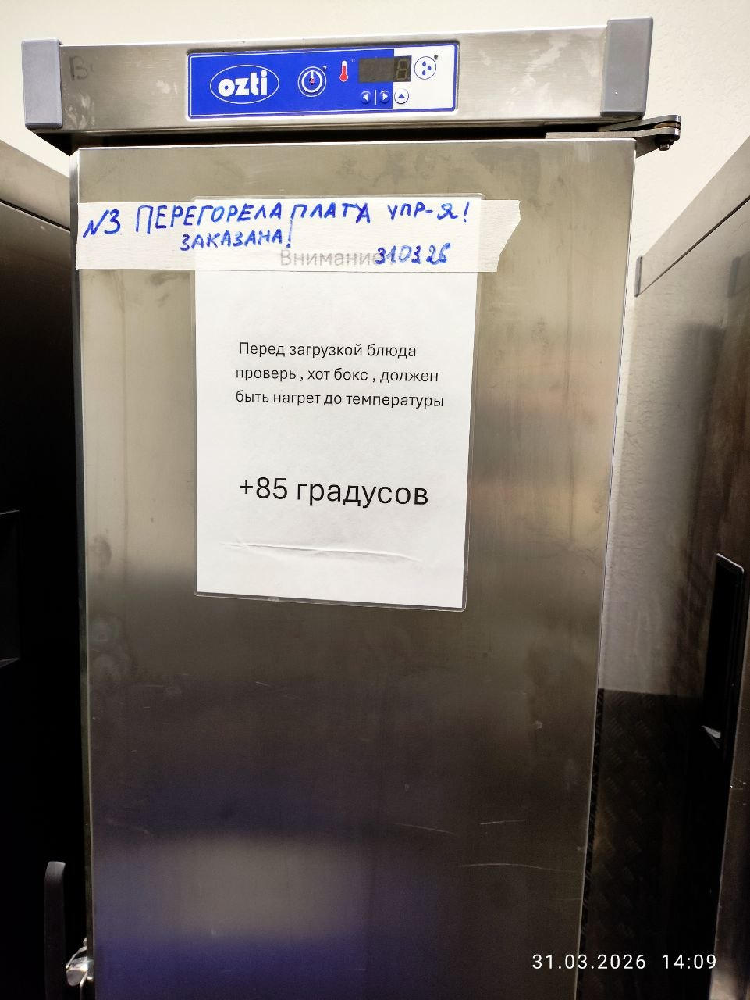 ozti
°C
№3 ПЕРЕГОРЕЛА ПЛАТА УПР-Я!
ЗАКАЗАНА!
31.03.26
Внимание
Перед загрузкой блюда
проверь , хот бокс , должен
быть нагрет до температуры
+85 градусов
31.03.2026 14:09